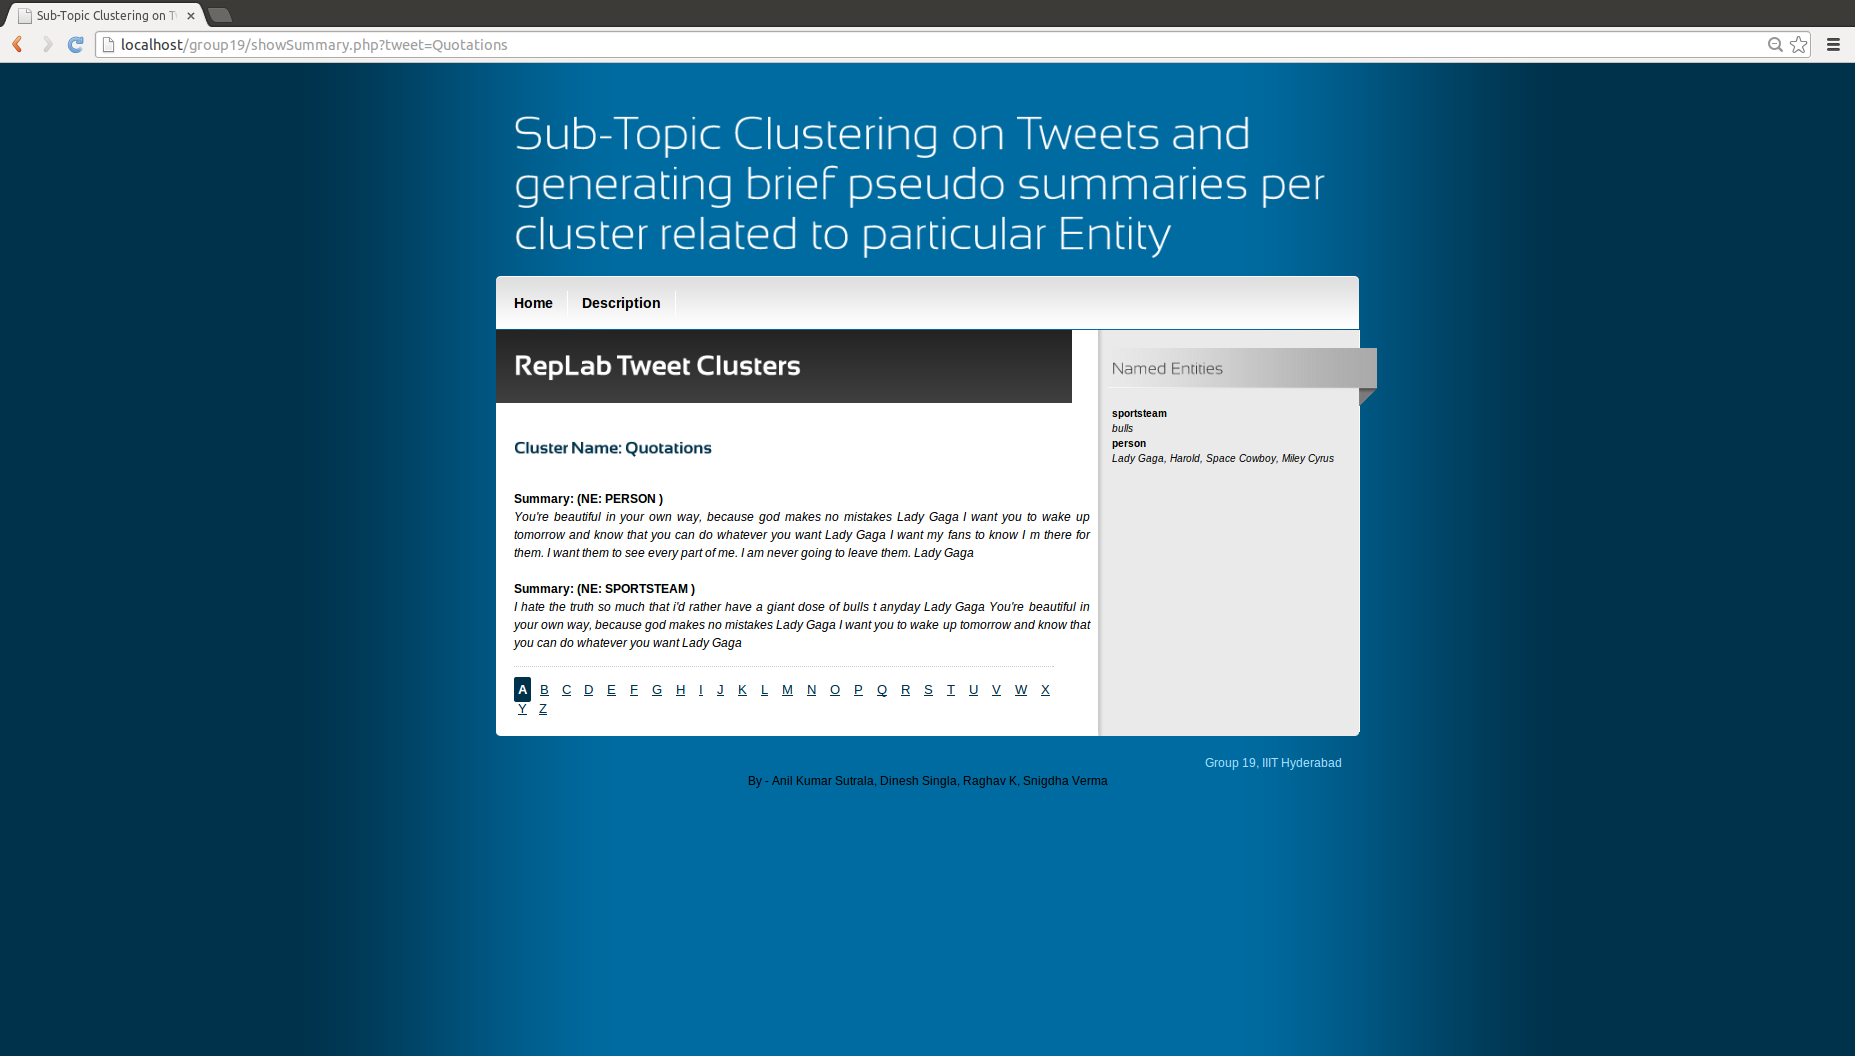 Sub-Topic Clustering on T
localhost/group19/showSummary.php?tweet=Quotations
Sub-Topic Clustering on Tweets and
generating brief pseudo summaries per
cluster related to particular Entity
Home Description
RepLab Tweet Clusters
Cluster Name: Quotations
Summary: (NE: PERSON )
You're beautiful in your own way, because god makes no mistakes Lady Gaga I want you to wake up
tomorrow and know that you can do whatever you want Lady Gaga I want my fans to know I m there for
them. I want them to see every part of me. I am never going to leave them. Lady Gaga
Summary: (NE: SPORTSTEAM )
I hate the truth so much that i'd rather have a giant dose of bulls t anyday Lady Gaga You're beautiful in
your own way, because god makes no mistakes Lady Gaga I want you to wake up tomorrow and know that
you can do whatever you want Lady Gaga
A B C D E F G H I J K L M N O P Q R S T U V W X
Y Z
Named Entities
sportsteam
bulls
person
Lady Gaga, Harold, Space Cowboy, Miley Cyrus
Group 19, IIIT Hyderabad
By - Anil Kumar Sutrala, Dinesh Singla, Raghav K, Snigdha Verma